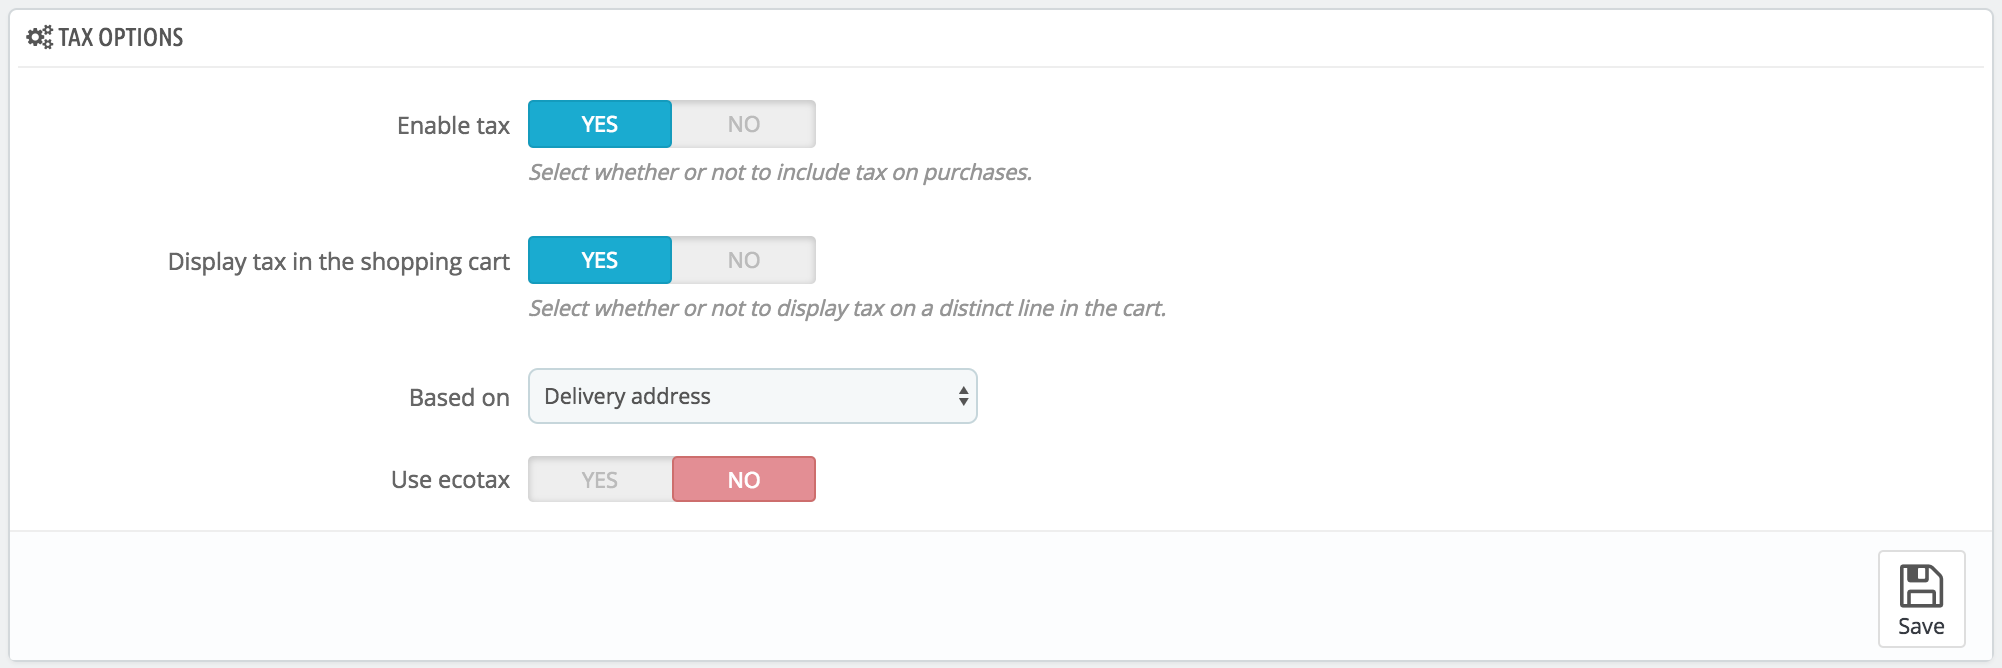 TAX OPTIONS
Enable tax YES NO
Select whether or not to include tax on purchases.
Display tax in the shopping cart YES NO
Select whether or not to display tax on a distinct line in the cart.
Based on Delivery address
Use ecotax YES NO
Save